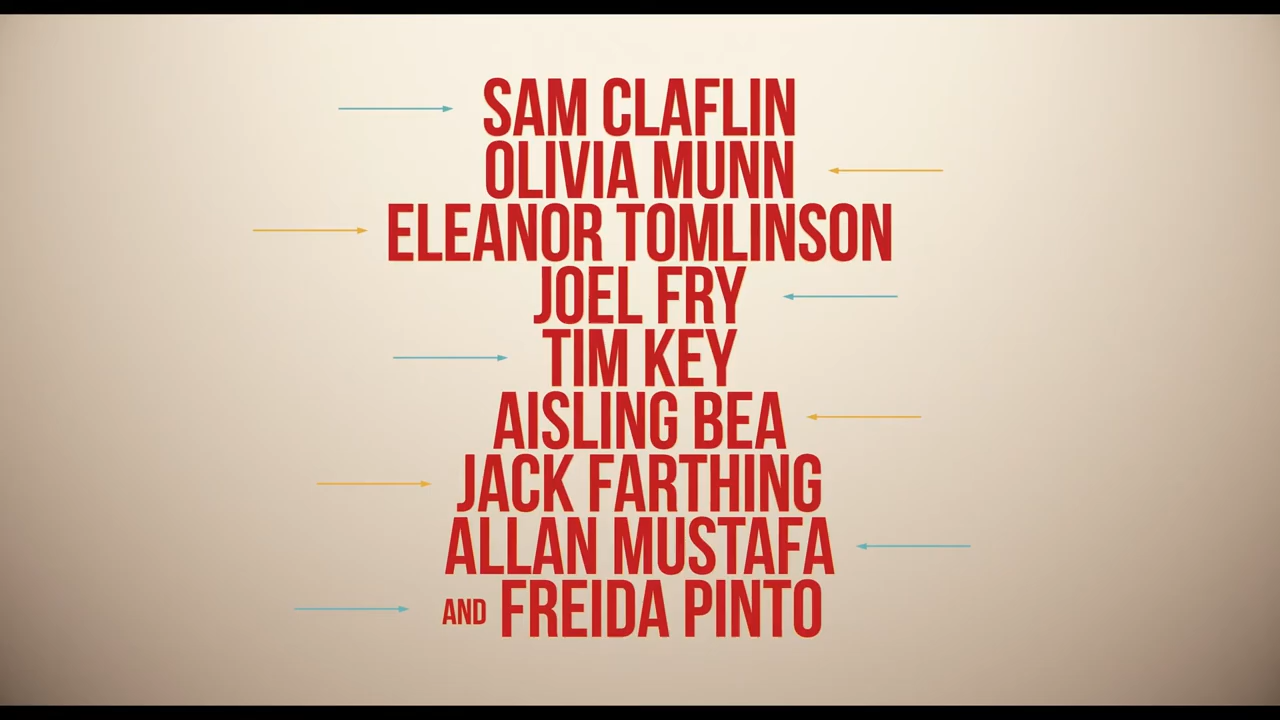 SAM CLAFLIN
OLIVIA MUNN
ELEANOR TOMLINSON
JOEL FRY
TIM KEY
AISLING BEA
JACK FARTHING
ALLAN MUSTAFA
AND FREIDA PINTO